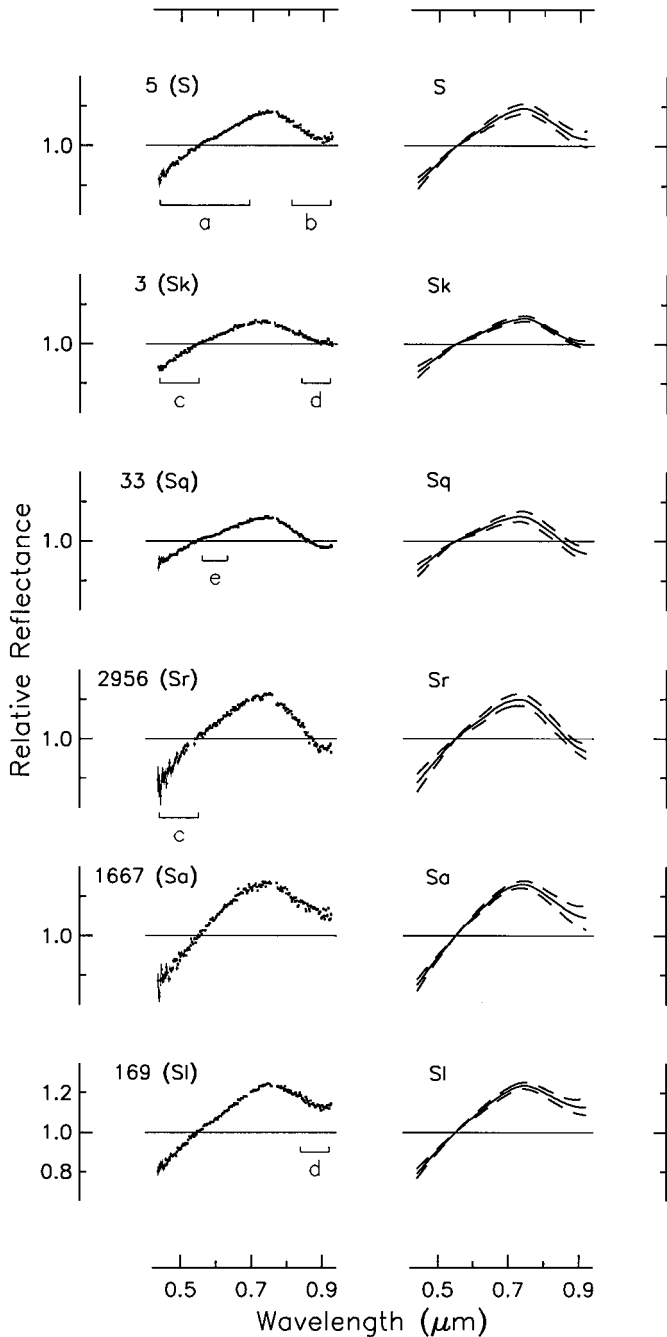 5 (S)
S
1.0
a
b
3 (Sk)
Sk
1.0
c
d
33 (Sq)
Sq
1.0
e
2956 (Sr)
Sr
1.0
c
1667 (Sa)
Sa
1.0
169 (Sl)
Sl
1.2
1.0
0.8
d
Relative Reflectance
0.5 0.7 0.9
0.5 0.7 0.9
Wavelength (μm)